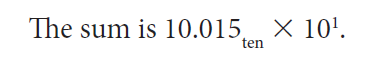 The sum is 10.015ₜₑₙ × 10¹.